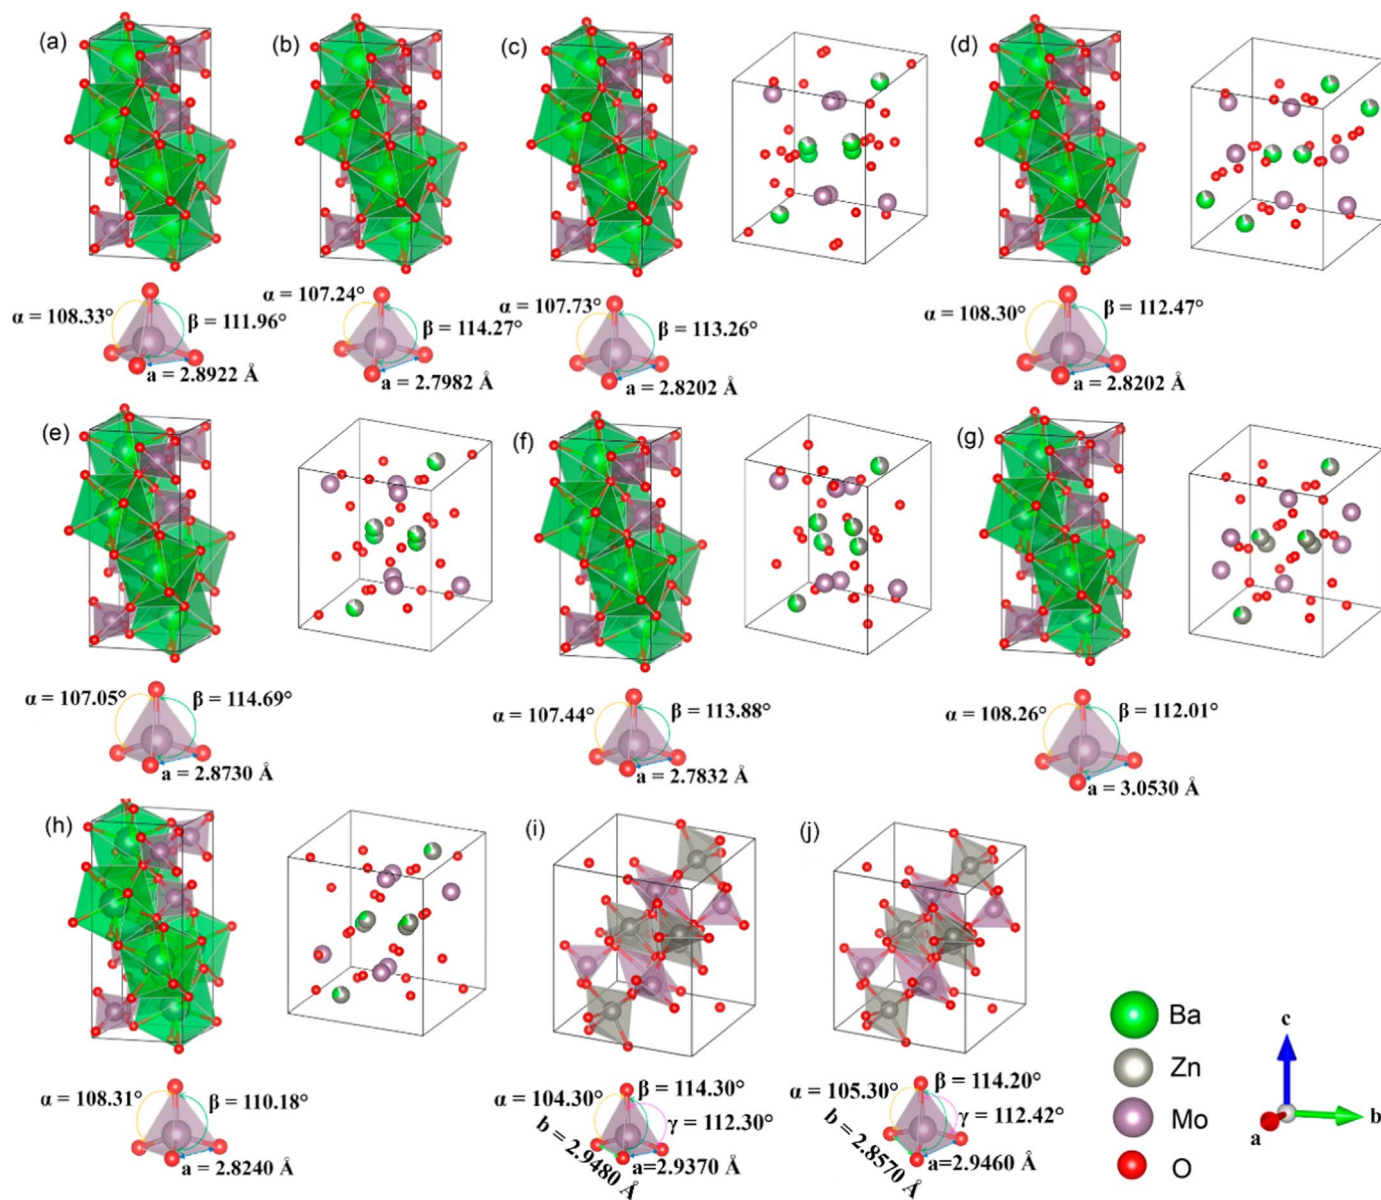 (a)
(b)
(c)
(d)
α = 108.33°
β = 111.96°
a = 2.8922 Å
α = 107.24°
β = 114.27°
a = 2.7982 Å
α = 107.73°
β = 113.26°
a = 2.8202 Å
α = 108.30°
β = 112.47°
a = 2.8202 Å
(e)
(f)
(g)
α = 107.05°
β = 114.69°
a = 2.8730 Å
α = 107.44°
β = 113.88°
a = 2.7832 Å
α = 108.26°
β = 112.01°
a = 3.0530 Å
(h)
(i)
(j)
α = 108.31°
β = 110.18°
a = 2.8240 Å
α = 104.30°
β = 114.30°
γ = 112.30°
b = 2.9480 Å
a=2.9370 Å
α = 105.30°
β = 114.20°
γ = 112.42°
b = 2.8570 Å
a=2.9460 Å
Ba
Zn
Mo
O
c
b
a